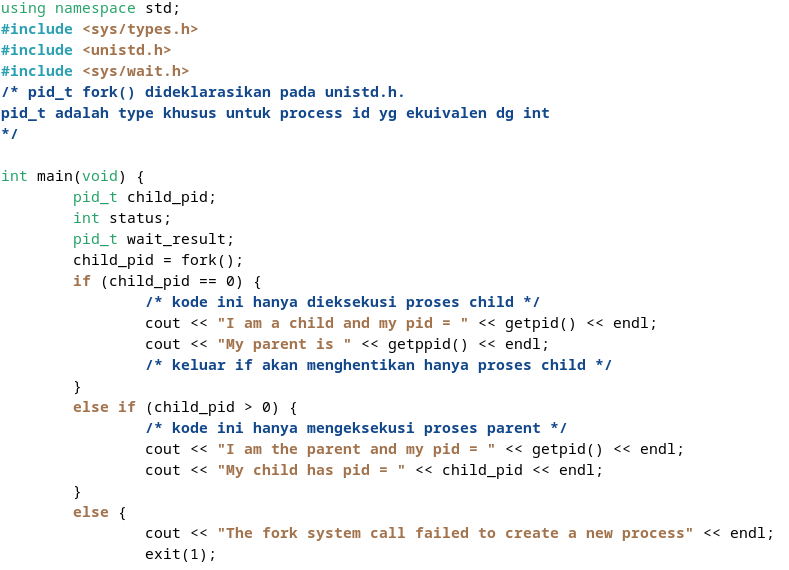 using namespace std;
#include <sys/types.h>
#include <unistd.h>
#include <sys/wait.h>
/* pid_t fork() dideklarasikan pada unistd.h.
pid_t adalah type khusus untuk process id yg ekuivalen dg int
*/
int main(void) {
        pid_t child_pid;
        int status;
        pid_t wait_result;
        child_pid = fork();
        if (child_pid == 0) {
                /* kode ini hanya dieksekusi proses child */
                cout << "I am a child and my pid = " << getpid() << endl;
                cout << "My parent is " << getppid() << endl;
                /* keluar if akan menghentikan hanya proses child */
        }
        else if (child_pid > 0) {
                /* kode ini hanya mengeksekusi proses parent */
                cout << "I am the parent and my pid = " << getpid() << endl;
                cout << "My child has pid = " << child_pid << endl;
        }
        else {
                cout << "The fork system call failed to create a new process" << endl;
                exit(1);